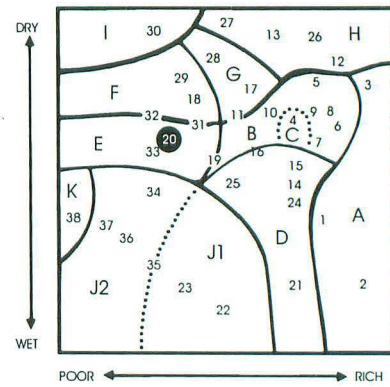 DRY
I 30 27 13 26 H
28 12
F 29 G 5 3
18 17 10 9 8
32 31 11 4 6
E 20 B C 7
33 19 16
K 34 25 15
38 37 14
36 24 1 A
35 J1 D
J2 23 21 2
22
WET
POOR RICH